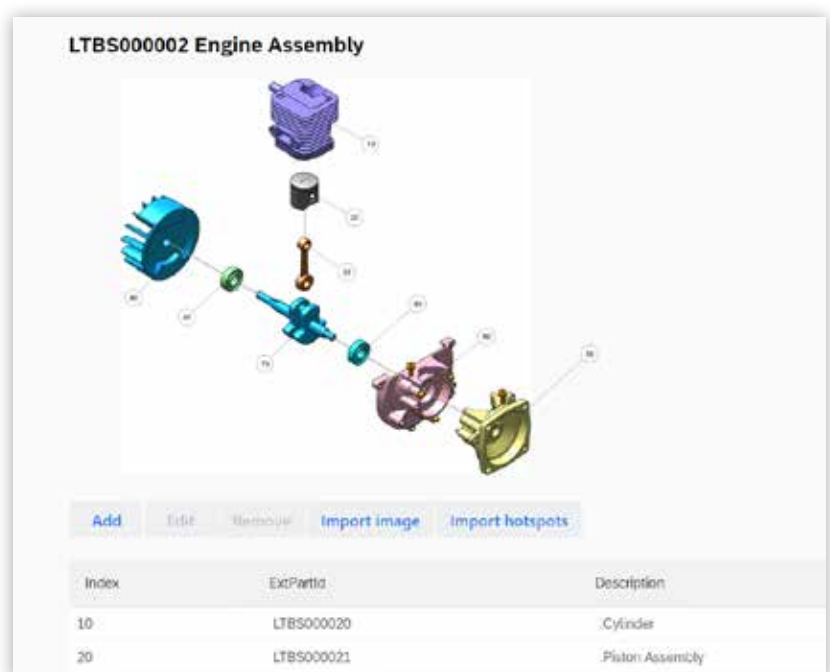 LTBS000002 Engine Assembly
Add Edit Remove Import image Import hotspots
Index ExtPartId Description
10 LTBS000020 .Cylinder
20 LTBS000021 .Piston Assembly